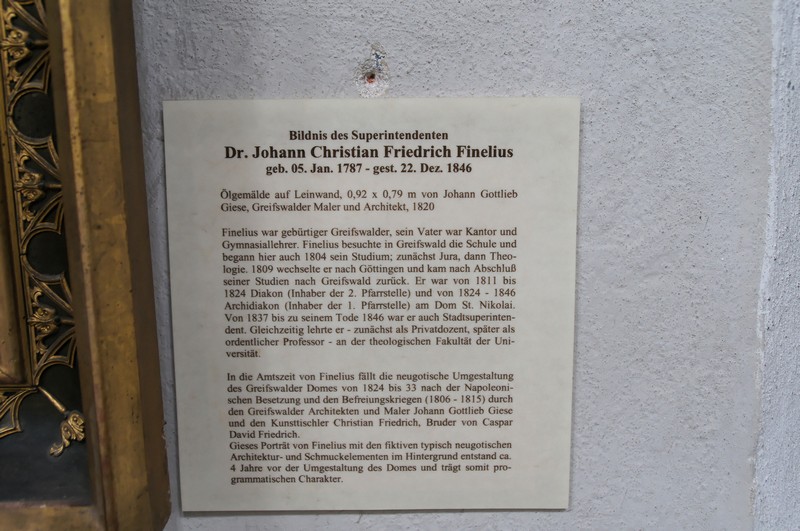 Bildnis des Superintendenten
Dr. Johann Christian Friedrich Finelius
geb. 05. Jan. 1787 - gest. 22. Dez. 1846
Ölgemälde auf Leinwand, 0,92 x 0,79 m von Johann Gottlieb
Giese, Greifswalder Maler und Architekt, 1820
Finelius war gebürtiger Greifswalder, sein Vater war Kantor und
Gymnasiallehrer. Finelius besuchte in Greifswald die Schule und
begann hier auch 1804 sein Studium; zunächst Jura, dann Theo-
logie. 1809 wechselte er nach Göttingen und kam nach Abschluß
seiner Studien nach Greifswald zurück. Er war von 1811 bis
1824 Diakon (Inhaber der 2. Pfarrstelle) und von 1824 - 1846
Archidiakon (Inhaber der 1. Pfarrstelle) am Dom St. Nikolai.
Von 1837 bis zu seinem Tode 1846 war er auch Stadtsuperinten-
dent. Gleichzeitig lehrte er - zunächst als Privatdozent, später als
ordentlicher Professor - an der theologischen Fakultät der Uni-
versität.
In die Amtszeit von Finelius fällt die neugotische Umgestaltung
des Greifswalder Domes von 1824 bis 33 nach der Napoleoni-
schen Besetzung und den Befreiungskriegen (1806 - 1815) durch
den Greifswalder Architekten und Maler Johann Gottlieb Giese
und den Kunsttischler Christian Friedrich, Bruder von Caspar
David Friedrich.
Gieses Porträt von Finelius mit den fiktiven typisch neugotischen
Architektur- und Schmuckelementen im Hintergrund entstand ca.
4 Jahre vor der Umgestaltung des Domes und trägt somit pro-
grammatischen Charakter.